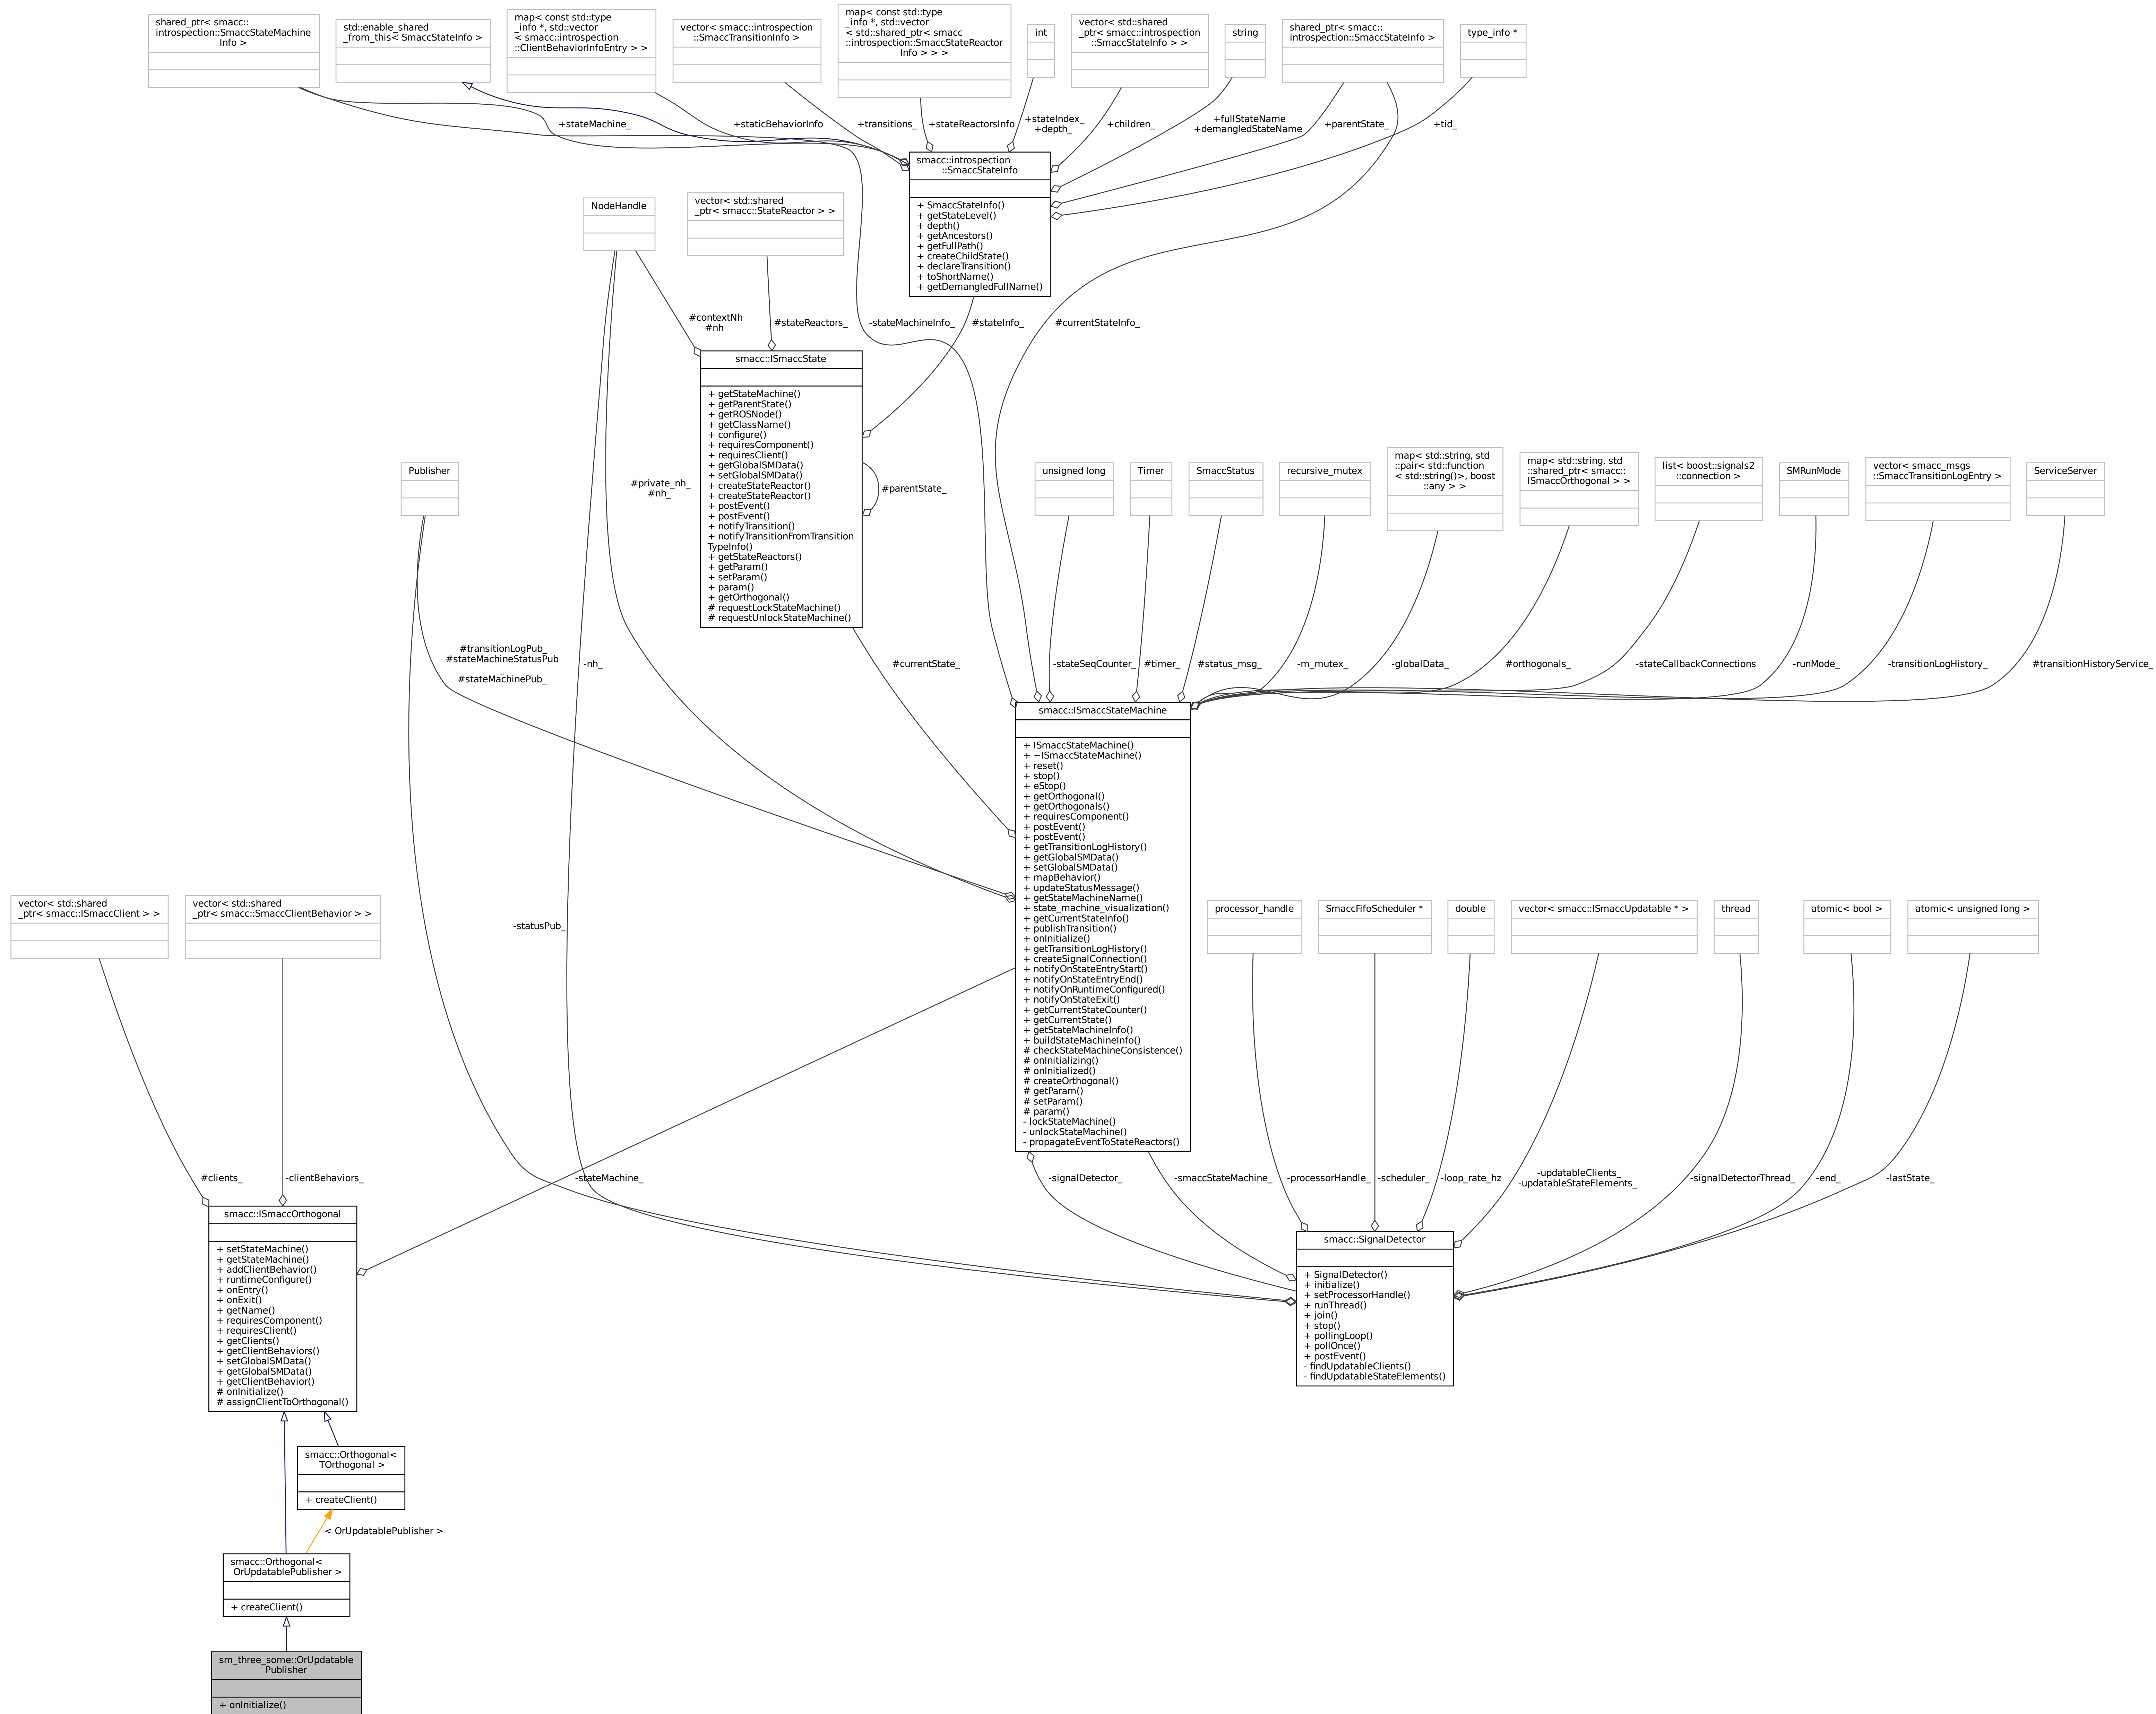 shared_ptr< smacc::
introspection::SmaccStateMachine
Info >
std::enable_shared
_from_this< SmaccStateInfo >
map< const std::type
_info *, std::vector
< smacc::introspection
::ClientBehaviorInfoEntry > >
vector< smacc::introspection
::SmaccTransitionInfo >
map< const std::type
_info *, std::vector
< std::shared_ptr< smacc
::introspection::SmaccStateReactor
Info > > >
int
vector< std::shared
_ptr< smacc::introspection
::SmaccStateInfo > >
string
shared_ptr< smacc::
introspection::SmaccStateInfo >
type_info *
+stateMachine_
+staticBehaviorInfo
+transitions_
+stateReactorsInfo
+stateIndex_
+depth_
+children_
+fullStateName
+demangledStateName
+parentState_
+tid_
smacc::introspection
::SmaccStateInfo
+ SmaccStateInfo()
+ getStateLevel()
+ depth()
+ getAncestors()
+ getFullPath()
+ createChildState()
+ declareTransition()
+ toShortName()
+ getDemangledFullName()
NodeHandle
vector< std::shared
_ptr< smacc::StateReactor > >
#contextNh
#nh
#stateReactors_
-stateMachineInfo_
#stateInfo_
#currentStateInfo_
smacc::ISmaccState
+ getStateMachine()
+ getParentState()
+ getROSNode()
+ getClassName()
+ configure()
+ requiresComponent()
+ requiresClient()
+ getGlobalSMData()
+ setGlobalSMData()
+ createStateReactor()
+ createStateReactor()
+ postEvent()
+ postEvent()
+ notifyTransition()
+ notifyTransitionFromTransition
TypeInfo()
+ getStateReactors()
+ getParam()
+ setParam()
+ param()
+ getOrthogonal()
# requestLockStateMachine()
# requestUnlockStateMachine()
#parentState_
Publisher
#private_nh_
#nh_
unsigned long
Timer
SmaccStatus
recursive_mutex
map< std::string, std
::pair< std::function
< std::string()>, boost
::any > >
map< std::string, std
::shared_ptr< smacc::
ISmaccOrthogonal > >
list< boost::signals2
::connection >
SMRunMode
vector< smacc_msgs
::SmaccTransitionLogEntry >
ServiceServer
#transitionLogPub_
#stateMachineStatusPub
_
#stateMachinePub_
-nh_
#currentState_
-stateSeqCounter_
#timer_
#status_msg_
-m_mutex_
-globalData_
#orthogonals_
-stateCallbackConnections
-runMode_
-transitionLogHistory_
#transitionHistoryService_
smacc::ISmaccStateMachine
+ ISmaccStateMachine()
+ ~ISmaccStateMachine()
+ reset()
+ stop()
+ eStop()
+ getOrthogonal()
+ getOrthogonals()
+ requiresComponent()
+ postEvent()
+ postEvent()
+ getTransitionLogHistory()
+ getGlobalSMData()
+ setGlobalSMData()
+ mapBehavior()
+ updateStatusMessage()
+ getStateMachineName()
+ state_machine_visualization()
+ getCurrentStateInfo()
+ publishTransition()
+ onInitialize()
+ getTransitionLogHistory()
+ createSignalConnection()
+ notifyOnStateEntryStart()
+ notifyOnStateEntryEnd()
+ notifyOnRuntimeConfigured()
+ notifyOnStateExit()
+ getCurrentStateCounter()
+ getCurrentState()
+ getStateMachineInfo()
+ buildStateMachineInfo()
# checkStateMachineConsistence()
# onInitializing()
# onInitialized()
# createOrthogonal()
# getParam()
# setParam()
# param()
- lockStateMachine()
- unlockStateMachine()
- propagateEventToStateReactors()
vector< std::shared
_ptr< smacc::ISmaccClient > >
vector< std::shared
_ptr< smacc::SmaccClientBehavior > >
-statusPub_
processor_handle
SmaccFifoScheduler *
double
vector< smacc::ISmaccUpdatable * >
thread
atomic< bool >
atomic< unsigned long >
#clients_
-clientBehaviors_
-stateMachine_
-signalDetector_
-smaccStateMachine_
-processorHandle_
-scheduler_
-loop_rate_hz
-updatableClients_
-updatableStateElements_
-signalDetectorThread_
-end_
-lastState_
smacc::ISmaccOrthogonal
+ setStateMachine()
+ getStateMachine()
+ addClientBehavior()
+ runtimeConfigure()
+ onEntry()
+ onExit()
+ getName()
+ requiresComponent()
+ requiresClient()
+ getClients()
+ getClientBehaviors()
+ setGlobalSMData()
+ getGlobalSMData()
+ getClientBehavior()
# onInitialize()
# assignClientToOrthogonal()
smacc::SignalDetector
+ SignalDetector()
+ initialize()
+ setProcessorHandle()
+ runThread()
+ join()
+ stop()
+ pollingLoop()
+ pollOnce()
+ postEvent()
- findUpdatableClients()
- findUpdatableStateElements()
smacc::Orthogonal<
TOrthogonal >
+ createClient()
< OrUpdatablePublisher >
smacc::Orthogonal<
OrUpdatablePublisher >
+ createClient()
sm_three_some::OrUpdatable
Publisher
+ onInitialize()